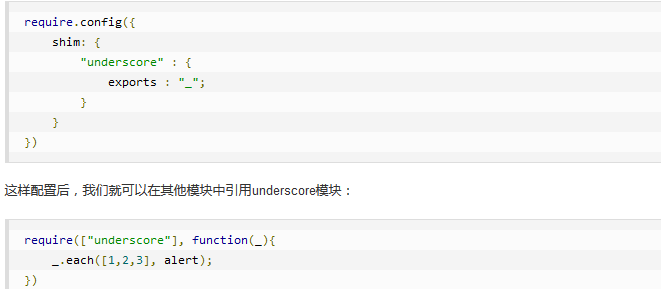 require.config({
    shim: {
        "underscore" : {
            exports : "_";
        }
    }
})
这样配置后，我们就可以在其他模块中引用underscore模块：
require(["underscore"], function(_){
    _.each([1,2,3], alert);
})